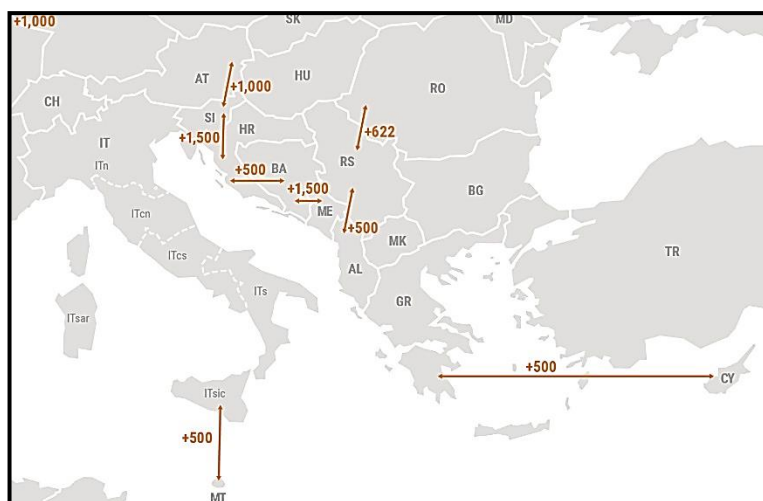 +1,000
SK
MD
AT
HU
+1,000
CH
RO
SI
HR
+622
IT
+1,500
ITn
RS
+500
BA
+1,500
BG
ME
ITcn
+500
MK
TR
ITcs
AL
ITs
GR
ITsar
+500
CY
ITsic
+500
MT